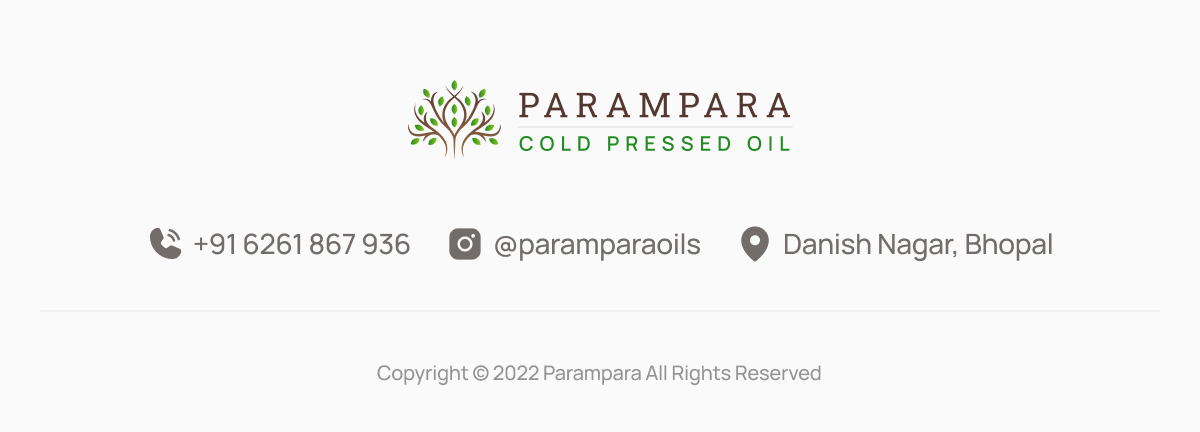 PARAMPARA
COLD PRESSED OIL
+91 6261 867 936 @paramparaoils Danish Nagar, Bhopal
Copyright © 2022 Parampara All Rights Reserved